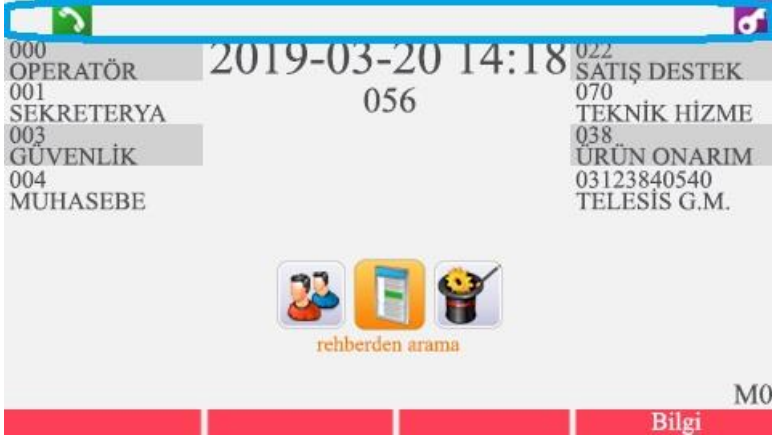 2019-03-20 14:18
056
000
OPERATÖR
001
SEKRETERYA
003
GÜVENLİK
004
MUHASEBE
022
SATIŞ DESTEK
070
TEKNİK HİZME
038
ÜRÜN ONARIM
03123840540
TELESİS G.M.
rehberden arama
M0
Bilgi